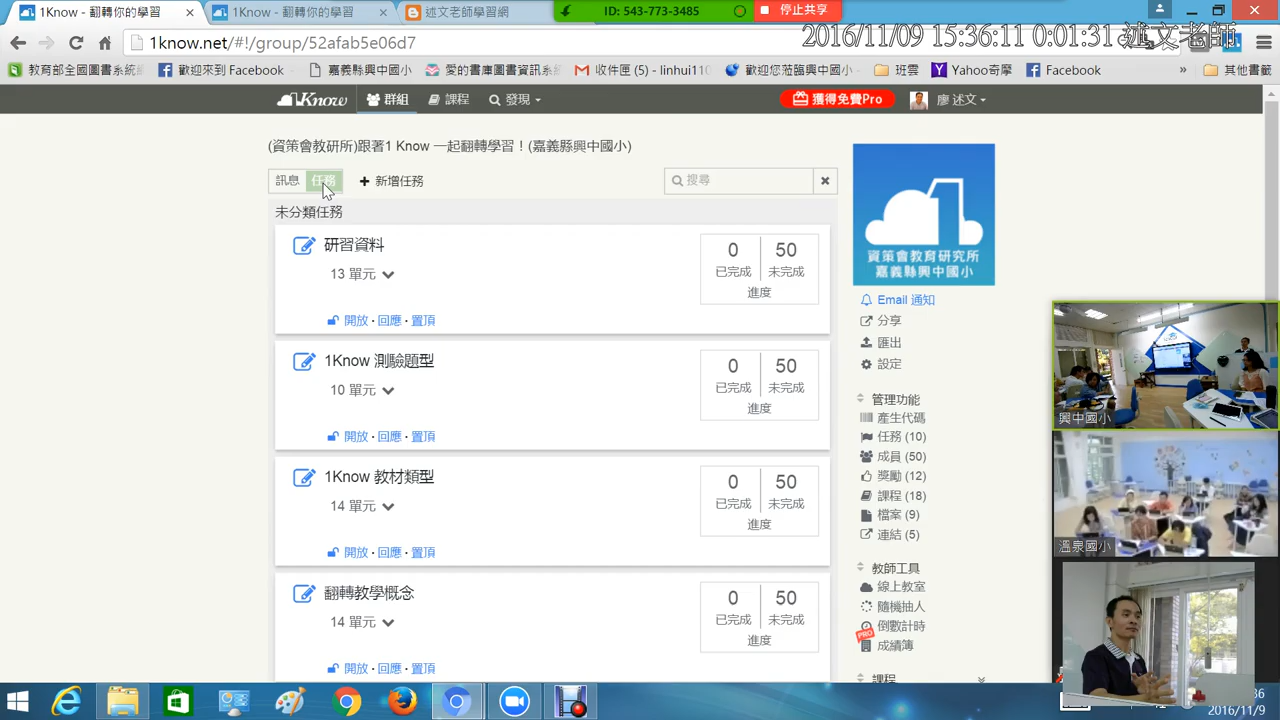 1Know - 翻轉你的學習
1Know - 翻轉你的學習
述文老師學習網
ID: 543-773-3485
停止共享
1know.net/#!/group/52afab5e06d7
2016/11/09 15:36:11 0:01:31 述文老師
教育部全國圖書系統
歡迎來到 Facebook
嘉義縣興中國小
愛的書庫圖書資訊系統
收件匣 (5) - linhui110
歡迎您蒞臨興中國小
班雲
Yahoo奇摩
Facebook
»
其他書籤
1Know
群組
課程
發現
獲得免費Pro
廖 述文
(資策會教研所)跟著1 Know 一起翻轉學習！(嘉義縣興中國小)
訊息
任務
新增任務
搜尋
未分類任務
研習資料
13 單元
0 已完成
50 未完成
進度
開放 · 回應 · 置頂
1Know 測驗題型
10 單元
0 已完成
50 未完成
進度
開放 · 回應 · 置頂
1Know 教材類型
14 單元
0 已完成
50 未完成
進度
開放 · 回應 · 置頂
翻轉教學概念
14 單元
0 已完成
50 未完成
進度
開放 · 回應 · 置頂
資策會教育研究所
嘉義縣興中國小
Email 通知
分享
匯出
設定
管理功能
產生代碼
任務 (10)
成員 (50)
獎勵 (12)
課程 (18)
檔案 (9)
連結 (5)
教師工具
線上教室
隨機抽人
倒數計時
PRO
成績簿
課程
興中國小
溫泉國小
36
2016/11/9